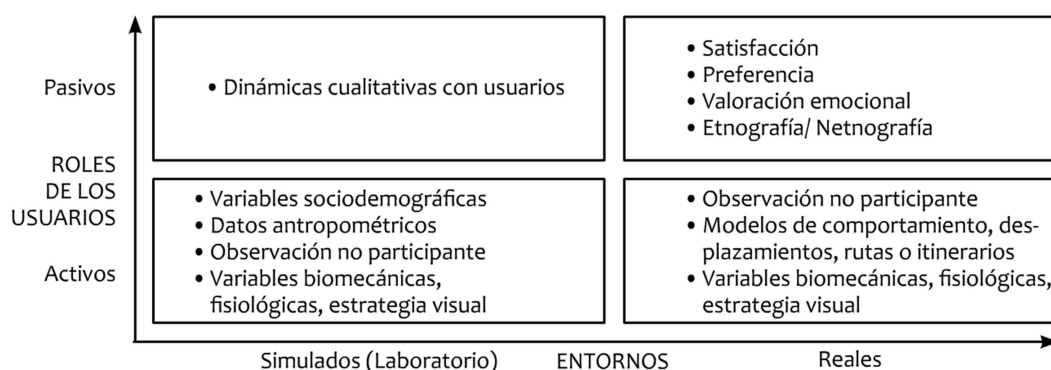 Pasivos
• Dinámicas cualitativas con usuarios
• Satisfacción
• Preferencia
• Valoración emocional
• Etnografía/ Netnografía
ROLES
DE LOS
USUARIOS
Activos
• Variables sociodemográficas
• Datos antropométricos
• Observación no participante
• Variables biomecánicas,
fisiológicas, estrategia visual
• Observación no participante
• Modelos de comportamiento, des-
plazamientos, rutas o itinerarios
• Variables biomecánicas, fisiológicas,
estrategia visual
Simulados (Laboratorio)
ENTORNOS
Reales